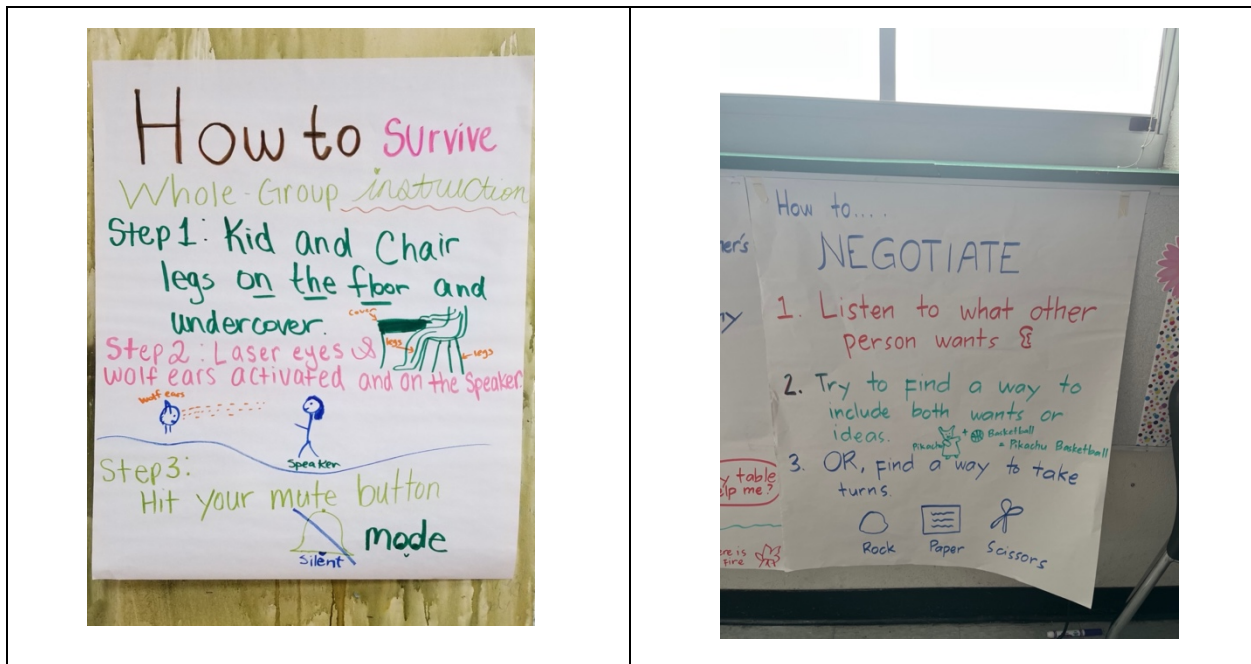 How to survive
Whole-Group instruction
Step 1: Kid and Chair
legs on the floor and
undercover.
cover
legs
legs
Step 2: Laser eyes &
wolf ears activated and on the Speaker.
wolf ears
Speaker
Step 3:
Hit your mute button
Silent
mode
How to....
NEGOTIATE
1. Listen to what other
person wants
2. Try to find a way to
include both wants or
ideas.
Pikachu + Basketball
= Pikachu Basketball
3. OR, find a way to take
turns.
Rock Paper Scissors
table
me?
is
fire